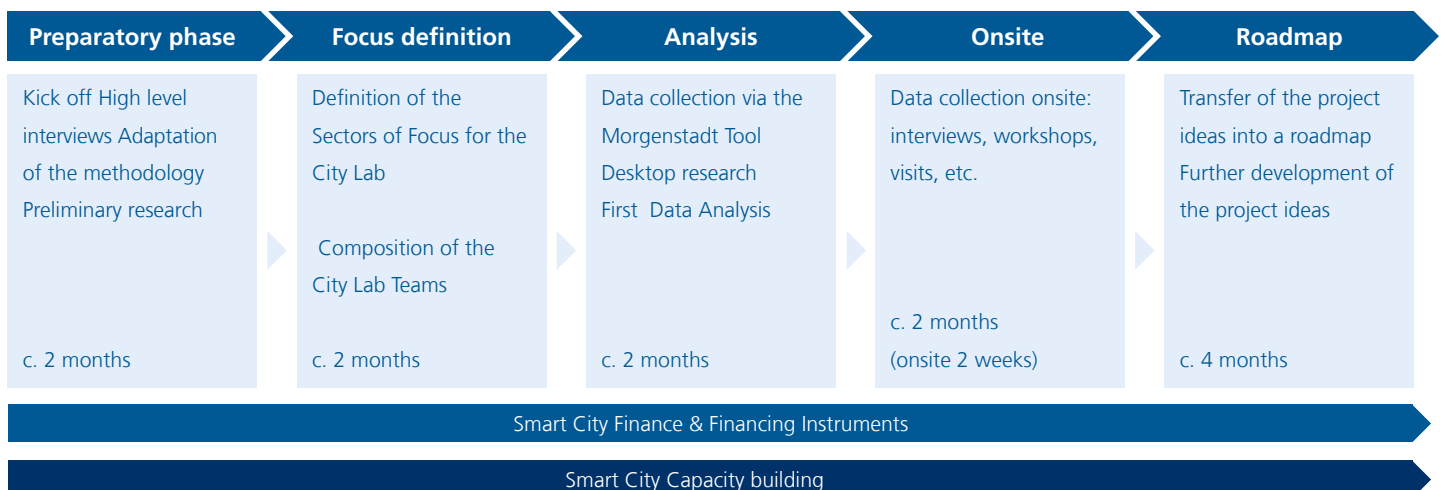 Preparatory phase
Focus definition
Analysis
Onsite
Roadmap
Kick off High level
interviews Adaptation
of the methodology
Preliminary research
c. 2 months
Definition of the
Sectors of Focus for the
City Lab
Composition of the
City Lab Teams
c. 2 months
Data collection via the
Morgenstadt Tool
Desktop research
First Data Analysis
c. 2 months
Data collection onsite:
interviews, workshops,
visits, etc.
c. 2 months
(onsite 2 weeks)
Transfer of the project
ideas into a roadmap
Further development of
the project ideas
c. 4 months
Smart City Finance & Financing Instruments
Smart City Capacity building